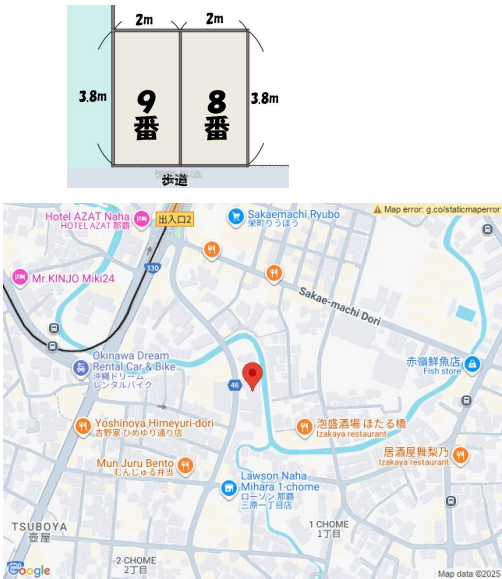 2m
2m
3.8m
9番
8番
3.8m
歩道
Hotel AZAT Naha
HOTEL AZAT 那覇
出入口2
Sakaemachi Ryubo
栄町りうぼう
Map error: g.co/staticmaperror
330
Mr.KINJO Miki24
Sakae-machi Dori
Okinawa Dream
Rental Car & Bike
沖縄ドリーム
レンタルバイク
46
赤嶺鮮魚店
Fish store
Yoshinoya Himeyuri-dori
吉野家 ひめゆり通り店
泡盛酒場 ほたる橋
Izakaya restaurant
居酒屋舞梨乃
Izakaya restaurant
Mun Juru Bento
むんじゅる弁当
Lawson Naha
Mihara 1-chome
ローソン 那覇
三原一丁目店
TSUBOYA
壺屋
1 CHOME
1丁目
2 CHOME
2丁目
Google
Map data ©2025